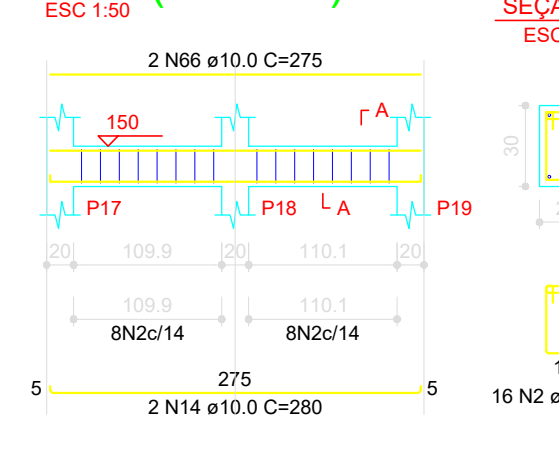 ESC 1:50
SEÇÃ
ESC
2 N66 ø10.0 C=275
A
150
30
P17
P18
A
P19
20
109.9
20
110.1
20
109.9
110.1
8N2c/14
8N2c/14
5
275
5
2 N14 ø10.0 C=280
16 N2 ø